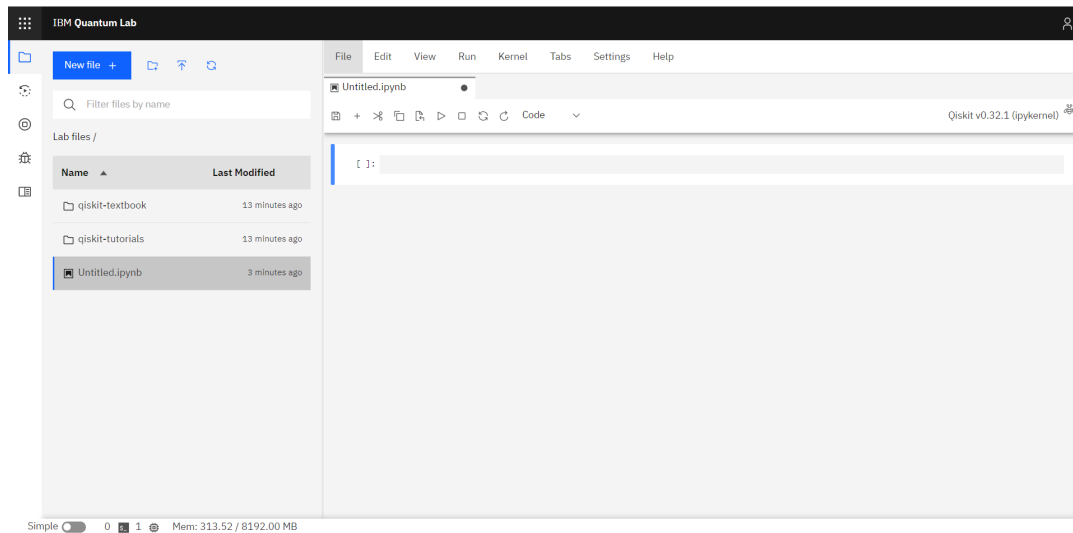 IBM Quantum Lab
New file +
Filter files by name
Lab files /
Name Last Modified
qiskit-textbook 13 minutes ago
qiskit-tutorials 13 minutes ago
Untitled.ipynb 3 minutes ago
File Edit View Run Kernel Tabs Settings Help
Untitled.ipynb
Code Qiskit v0.32.1 (ipykernel)
[ ]:
Simple 0 1 Mem: 313.52 / 8192.00 MB